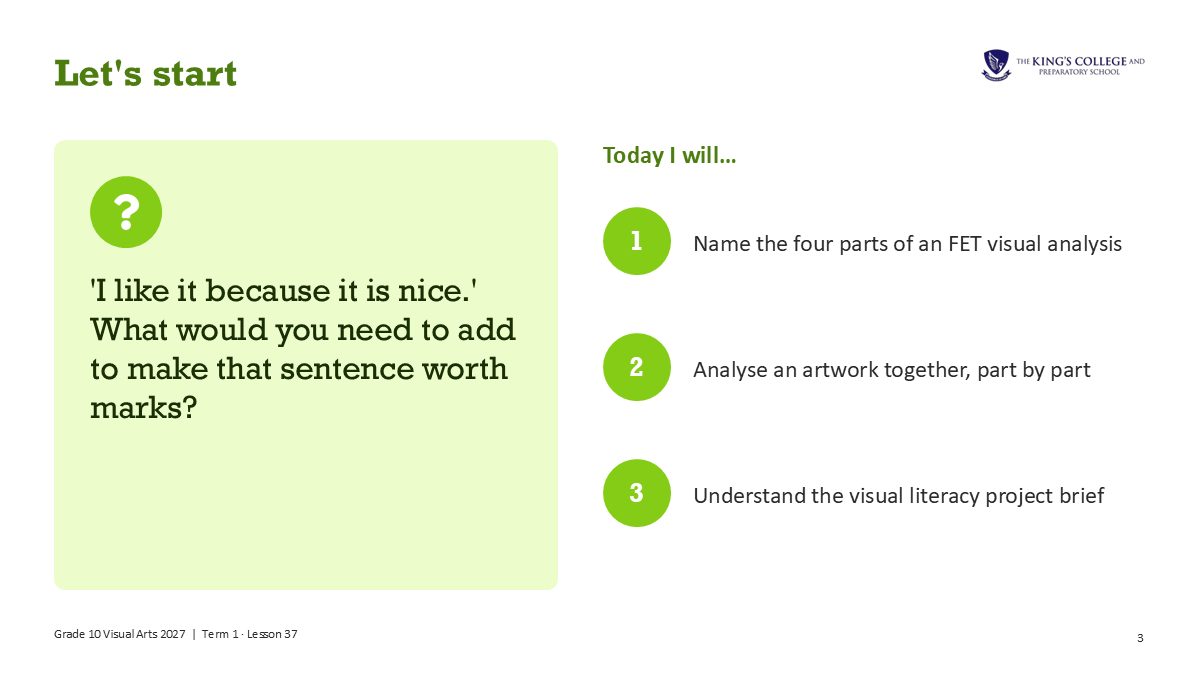 Let's start
THE KING'S COLLEGE AND
PREPARATORY SCHOOL
?
'I like it because it is nice.'
What would you need to add
to make that sentence worth
marks?
Today I will...
1
Name the four parts of an FET visual analysis
2
Analyse an artwork together, part by part
3
Understand the visual literacy project brief
Grade 10 Visual Arts 2027 | Term 1 · Lesson 37
3